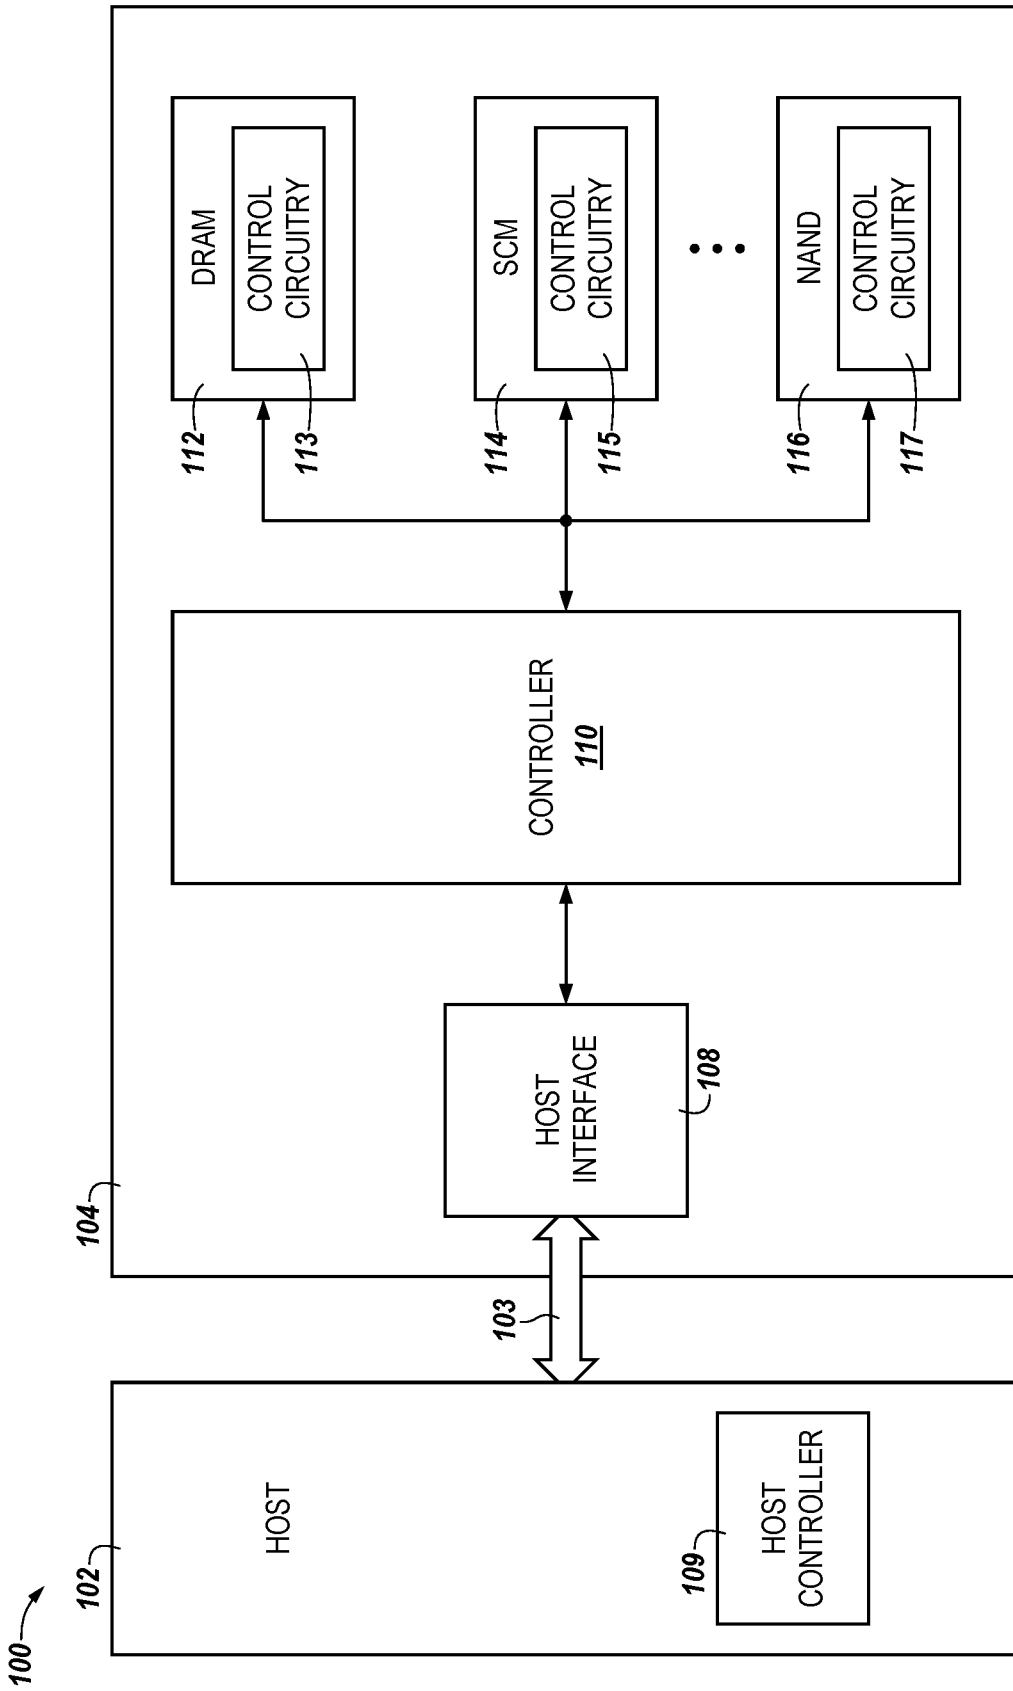 100
102
HOST
109
HOST
CONTROLLER
103
104
HOST
INTERFACE
108
CONTROLLER
110
112
DRAM
113
CONTROL
CIRCUITRY
114
SCM
115
CONTROL
CIRCUITRY
116
NAND
117
CONTROL
CIRCUITRY